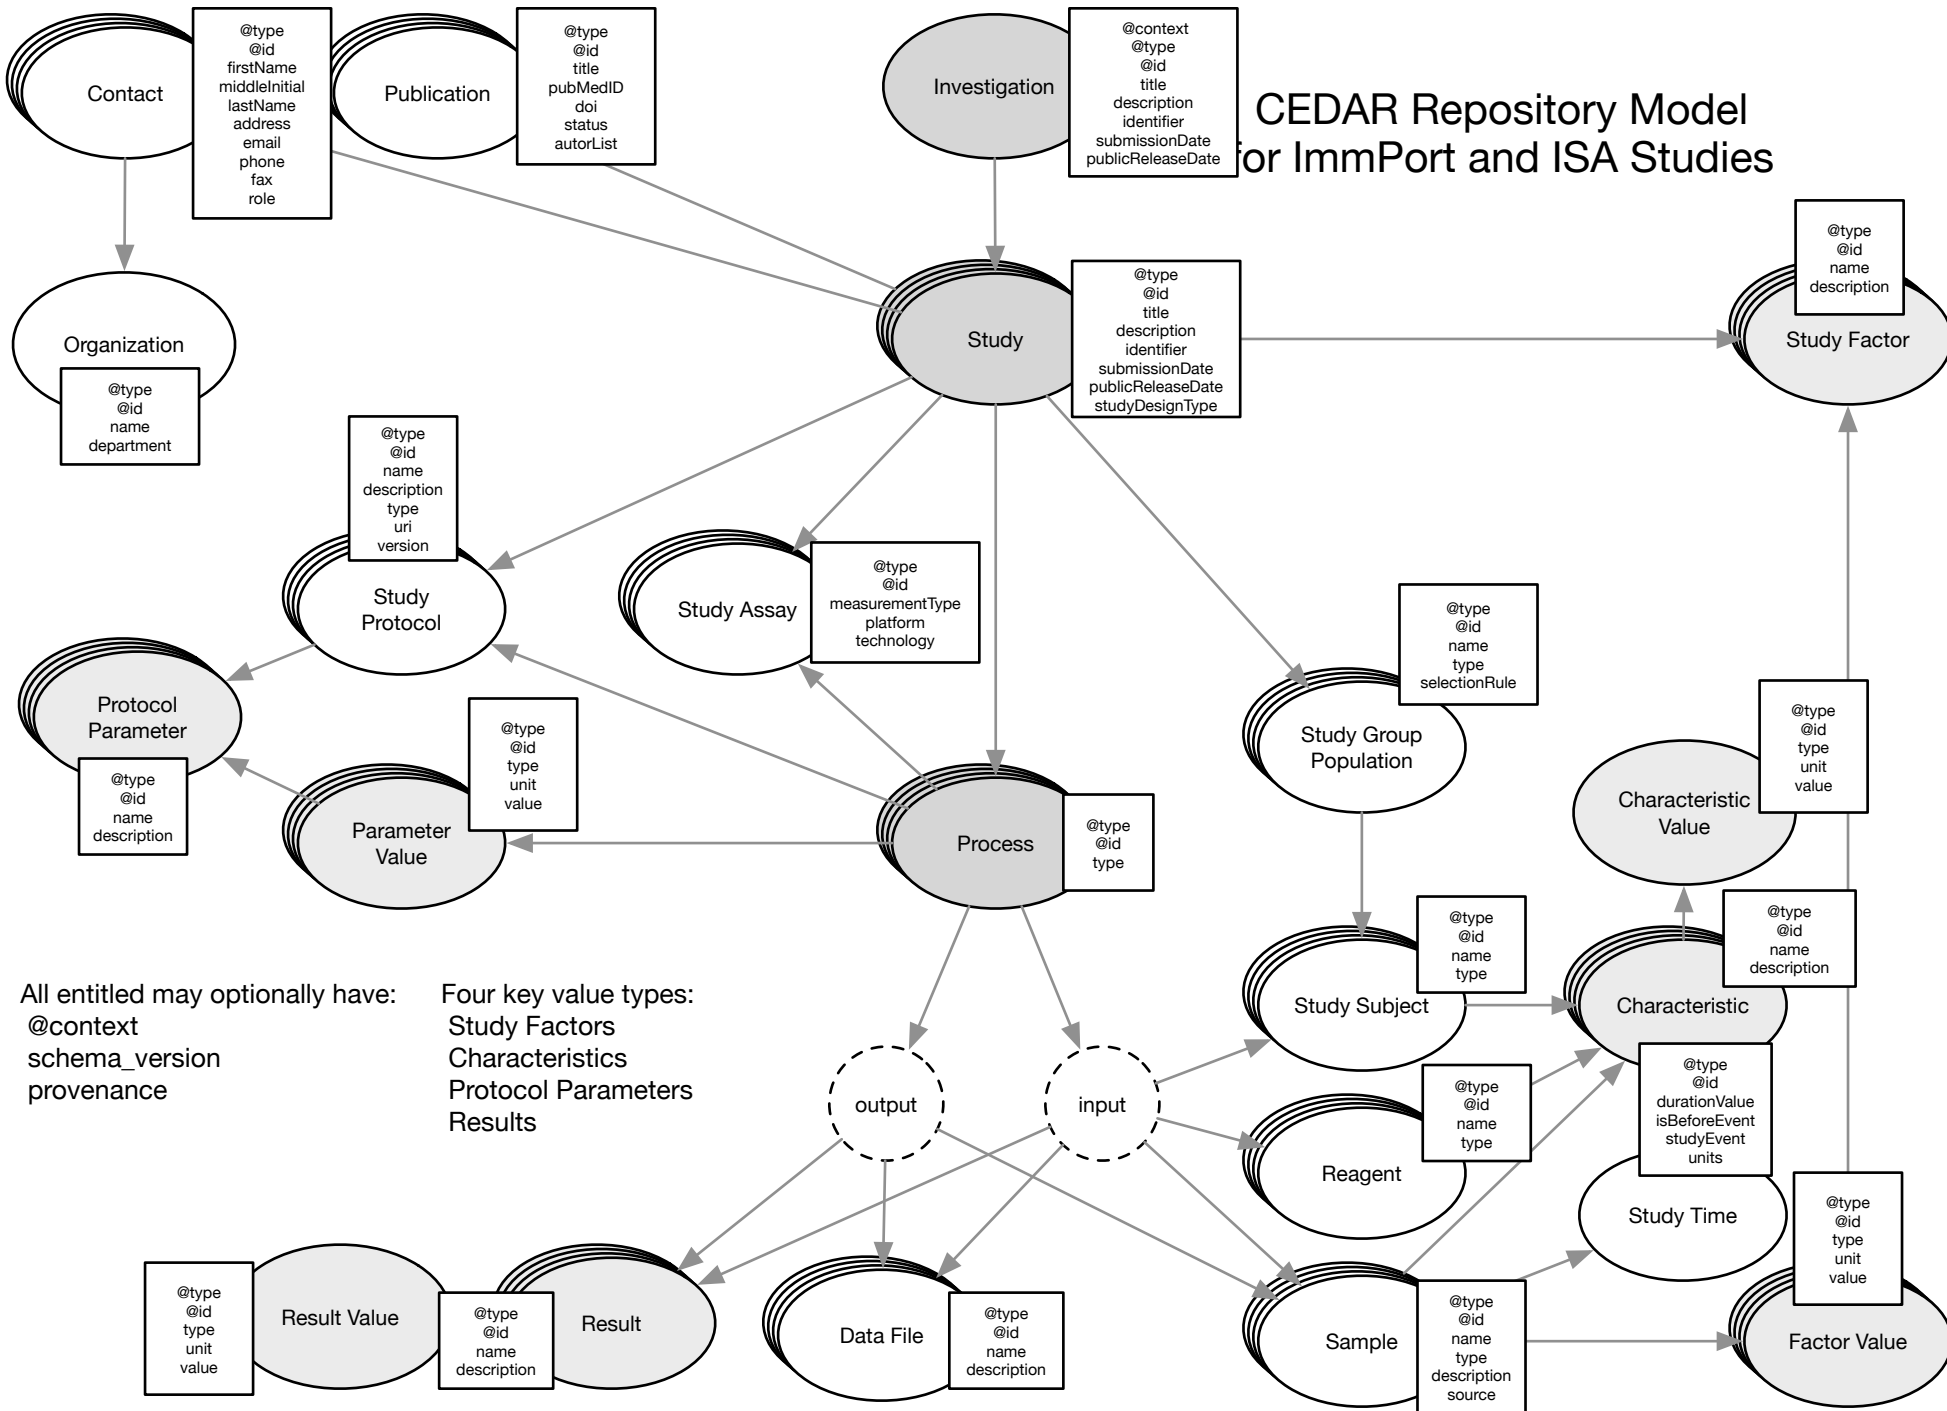 @type
@id
firstName
middleInitial
lastName
address
email
phone
fax
role
Contact
@type
@id
title
pubMedID
doi
status
autorList
Publication
@context
@type
@id
title
description
identifier
submissionDate
publicReleaseDate
Investigation
CEDAR Repository Model
for ImmPort and ISA Studies
@type
@id
name
department
Organization
@type
@id
title
description
identifier
submissionDate
publicReleaseDate
studyDesignType
Study
@type
@id
name
description
Study Factor
@type
@id
name
description
type
uri
version
Study
Protocol
@type
@id
measurementType
platform
technology
Study Assay
@type
@id
name
type
selectionRule
Study Group
Population
Protocol
Parameter
@type
@id
name
description
@type
@id
type
unit
value
Parameter
Value
Process
@type
@id
type
@type
@id
type
unit
value
Characteristic
Value
@type
@id
name
type
Study Subject
@type
@id
name
description
Characteristic
All entitled may optionally have:
@context
schema_version
provenance
Four key value types:
Study Factors
Characteristics
Protocol Parameters
Results
output
input
@type
@id
name
type
Reagent
@type
@id
durationValue
isBeforeEvent
studyEvent
units
Study Time
@type
@id
type
unit
value
Factor Value
@type
@id
type
unit
value
Result Value
@type
@id
name
description
Result
Data File
@type
@id
name
description
Sample
@type
@id
name
type
description
source